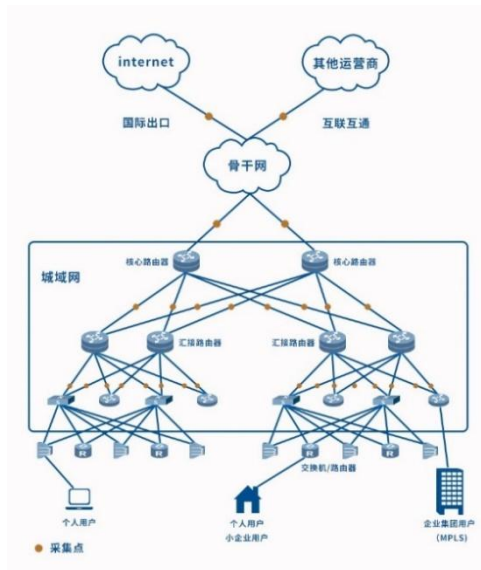 internet
其他运营商
国际出口
互联互通
骨干网
核心路由器
核心路由器
城域网
汇接路由器
汇接路由器
R
R
R
R
交换机/路由器
个人用户
个人用户
小企业用户
企业集团用户
(MPLS)
采集点